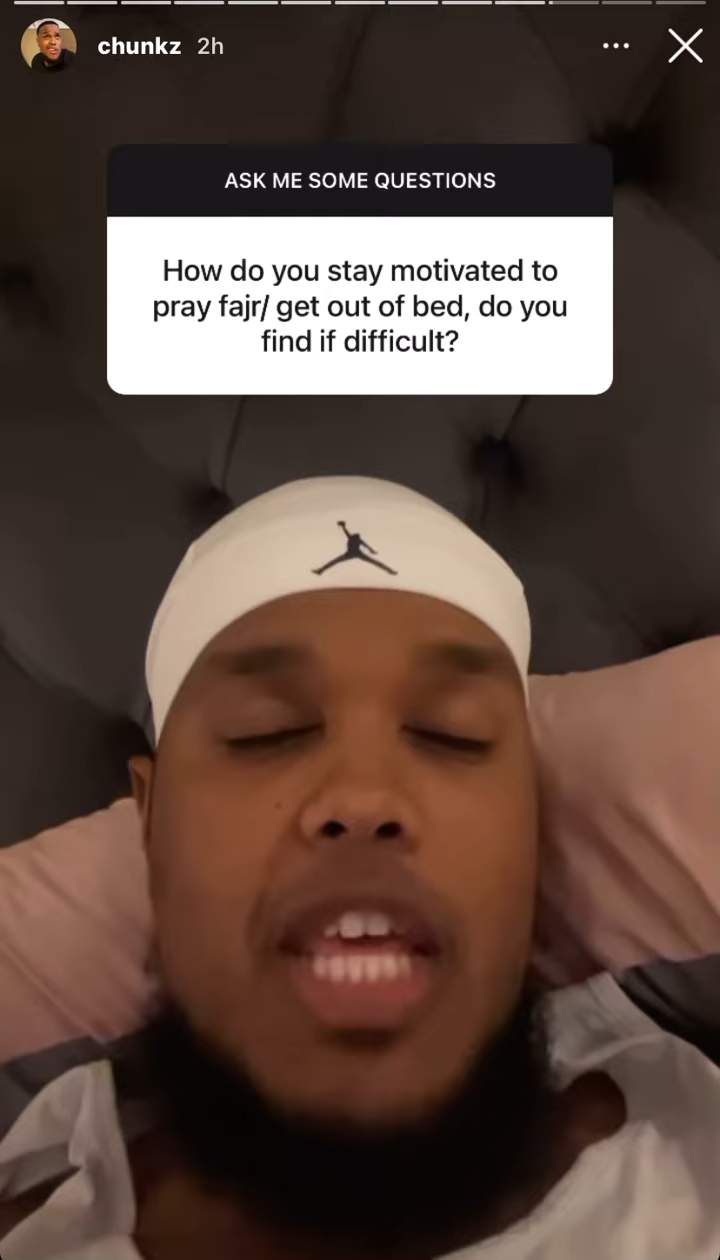 chunkz 2h
ASK ME SOME QUESTIONS
How do you stay motivated to
pray fajr/ get out of bed, do you
find if difficult?